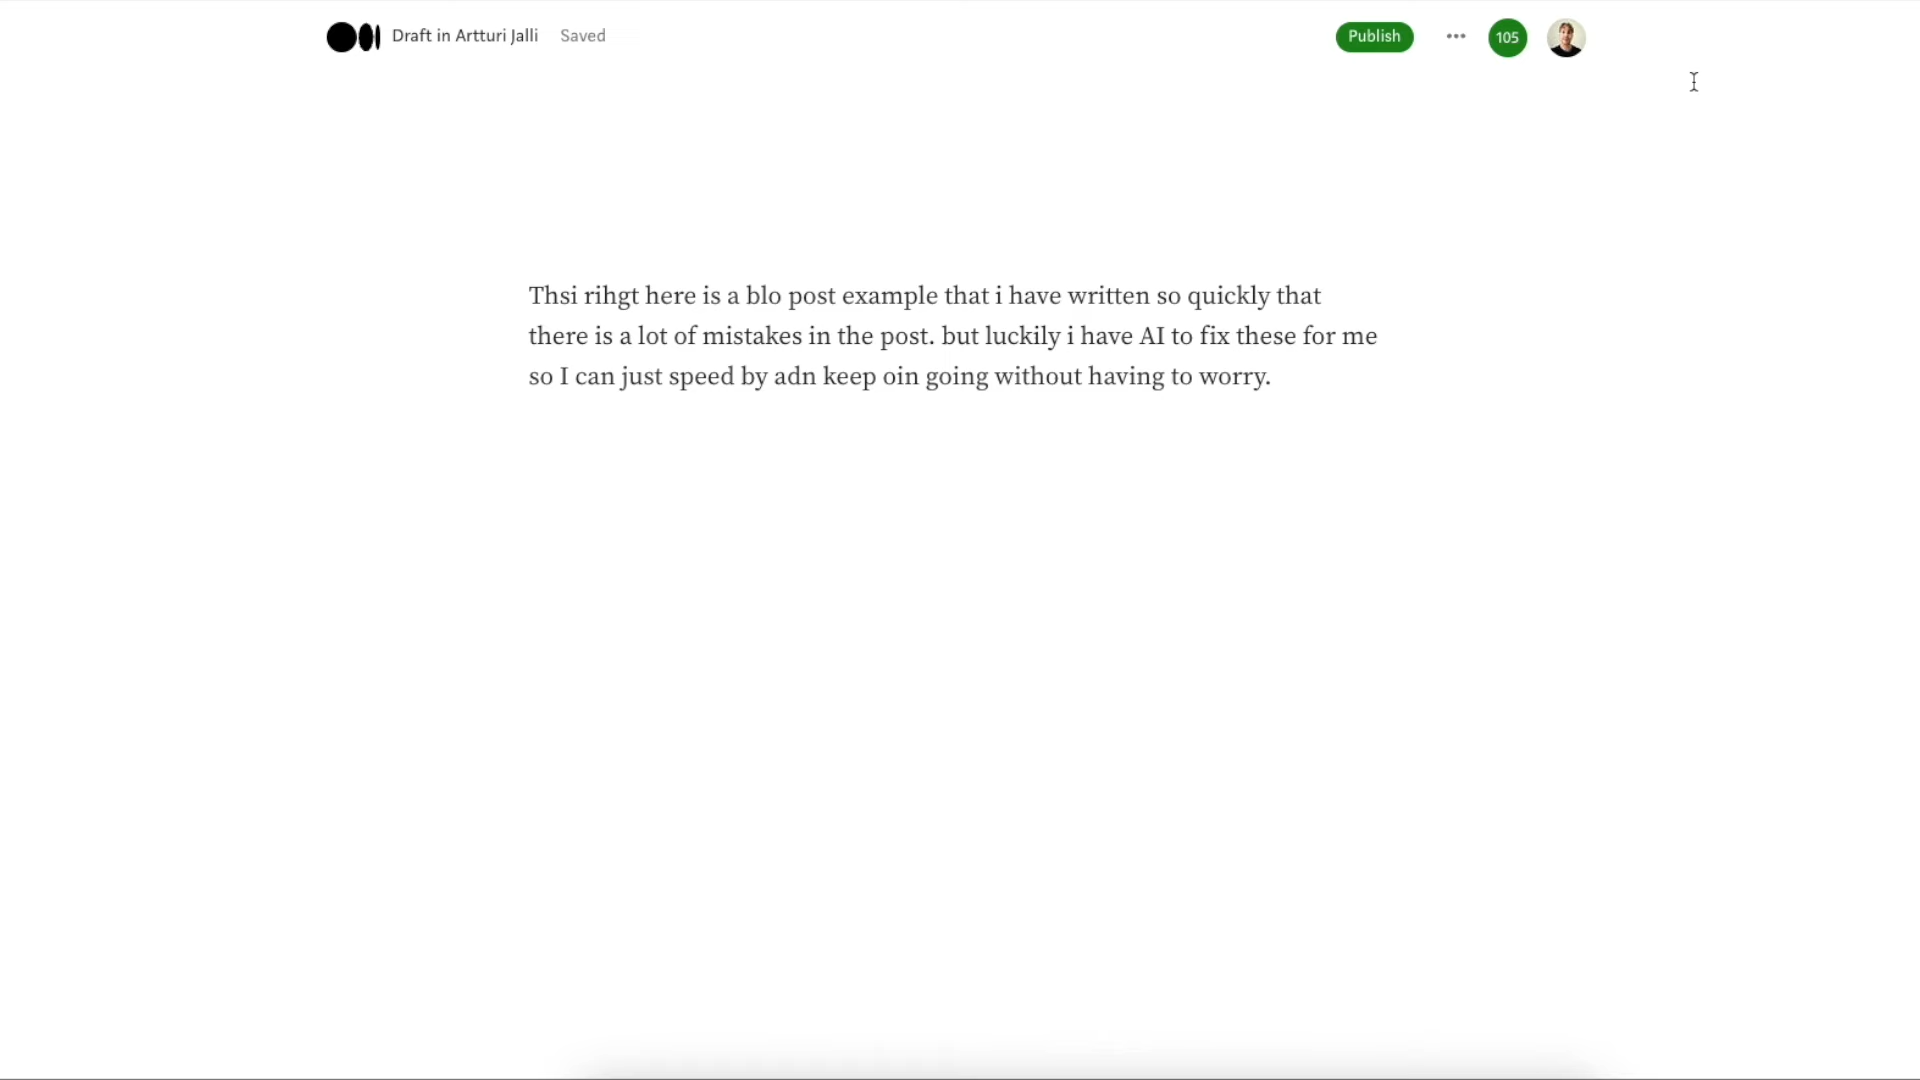 Draft in Artturi Jalli Saved Publish 105
Thsi rihgt here is a blo post example that i have written so quickly that
there is a lot of mistakes in the post. but luckily i have AI to fix these for me
so I can just speed by adn keep oin going without having to worry.